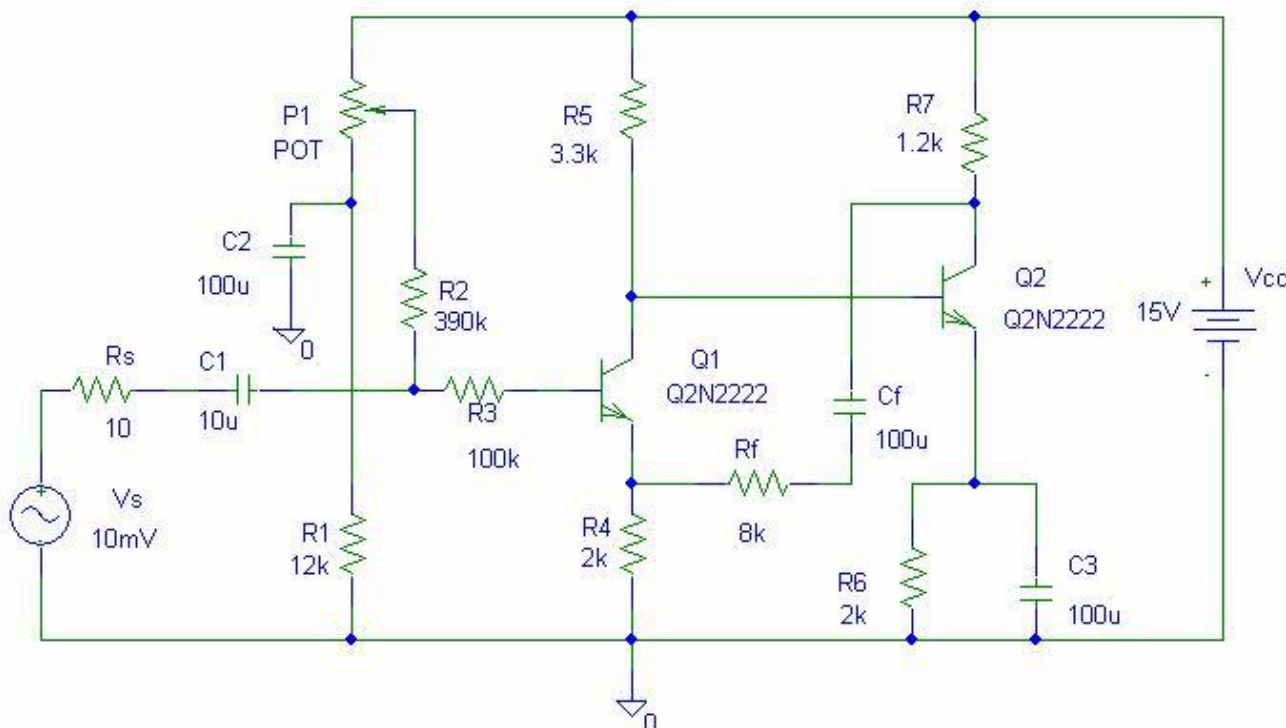 P1
POT
R5
3.3k
R7
1.2k
C2
100u
0
R2
390k
Q2
Q2N2222
15V
+
Vcc
-
Rs
10
C1
10u
R3
100k
Q1
Q2N2222
Cf
100u
Rf
8k
+
Vs
10mV
R1
12k
R4
2k
R6
2k
C3
100u
0